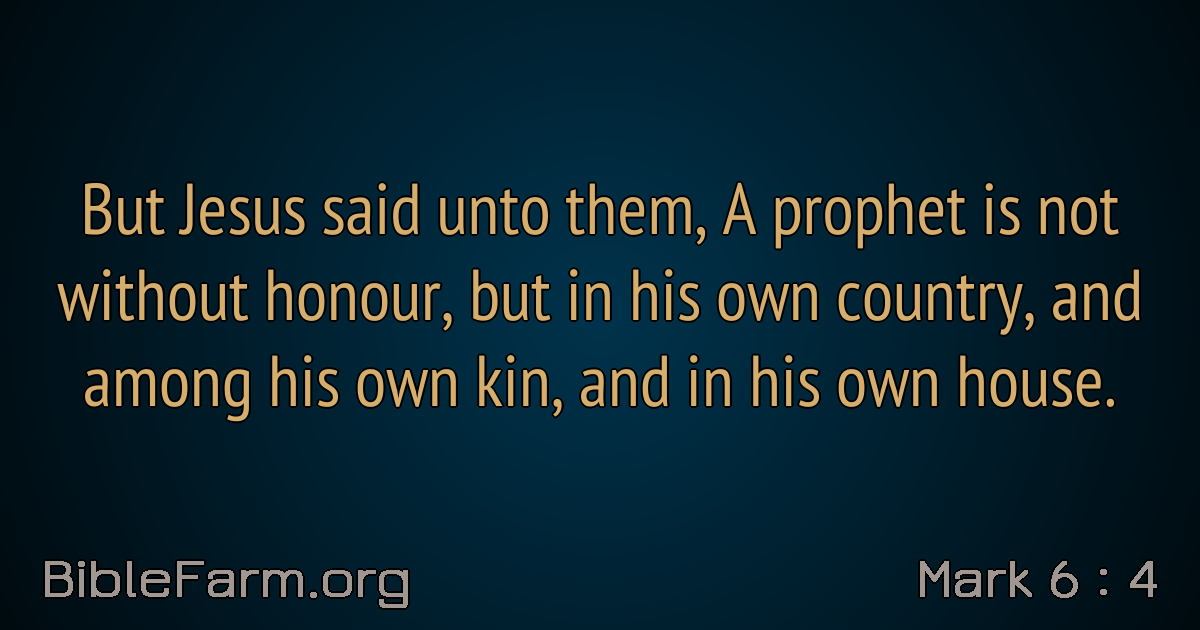 But Jesus said unto them, A prophet is not
without honour, but in his own country, and
among his own kin, and in his own house.
BibleFarm.org
Mark 6 : 4